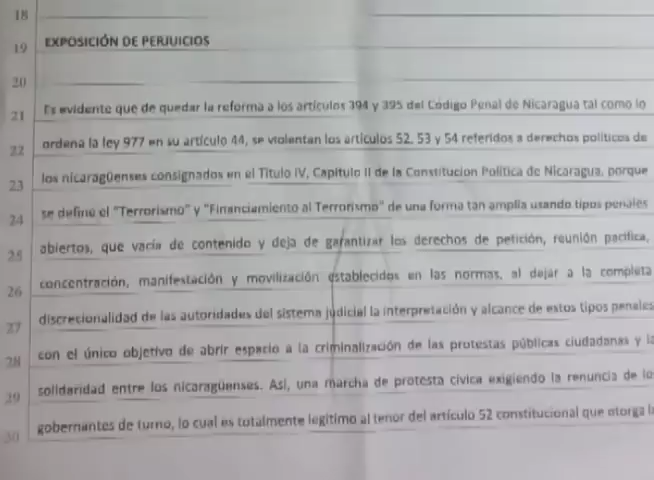 18
19 EXPOSICIÓN DE PERJUICIOS
20
21 Es evidente que de quedar la reforma a los artículos 394 y 395 del Código Penal de Nicaragua tal como lo
22 ordena la ley 977 en su artículo 44, se violentan los artículos 52, 53 y 54 referidos a derechos políticos de
23 los nicaragüenses consignados en el Titulo IV, Capítulo II de la Constitucion Política de Nicaragua, porque
24 se define el "Terrorismo" y "Financiamiento al Terrorismo" de una forma tan amplia usando tipos penales
25 abiertos, que vacía de contenido y deja de garantizar los derechos de petición, reunión pacífica,
26 concentración, manifestación y movilización establecidos en las normas, al dejar a la completa
27 discrecionalidad de las autoridades del sistema judicial la interpretación y alcance de estos tipos penales
28 con el único objetivo de abrir espacio a la criminalización de las protestas públicas ciudadanas y la
29 solidaridad entre los nicaragüenses. Así, una marcha de protesta cívica exigiendo la renuncia de lo
30 gobernantes de turno, lo cual es totalmente legítimo al tenor del artículo 52 constitucional que otorga l